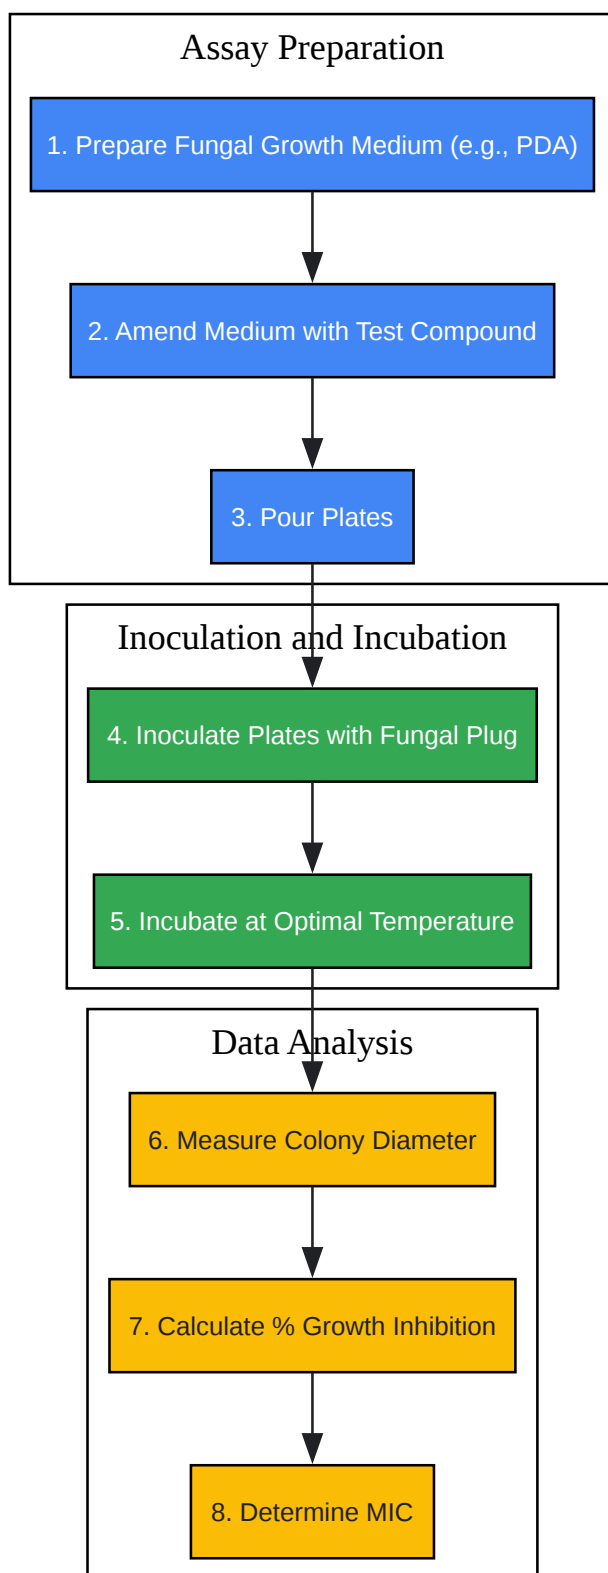 Assay Preparation
1. Prepare Fungal Growth Medium (e.g., PDA)
2. Amend Medium with Test Compound
3. Pour Plates
Inoculation and Incubation
4. Inoculate Plates with Fungal Plug
5. Incubate at Optimal Temperature
Data Analysis
6. Measure Colony Diameter
7. Calculate % Growth Inhibition
8. Determine MIC